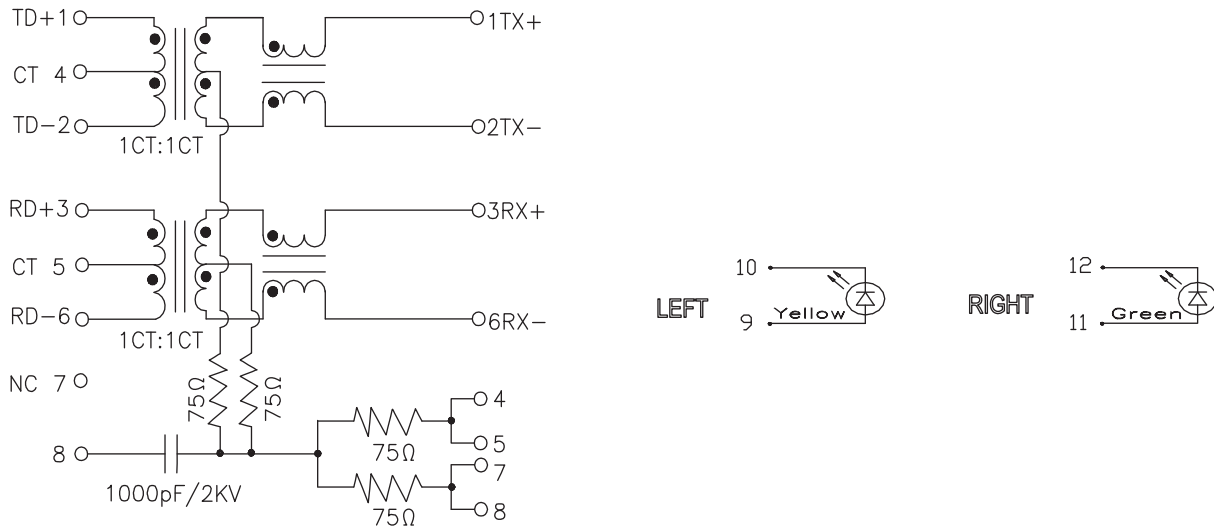 TD+1
1TX+
CT 4
TD-2
2TX-
1CT:1CT
RD+3
3RX+
CT 5
RD-6
6RX-
1CT:1CT
NC 7
75Ω
75Ω
4
75Ω
5
8
7
1000pF/2KV
75Ω
8
LEFT
10
9
Yellow
RIGHT
12
11
Green